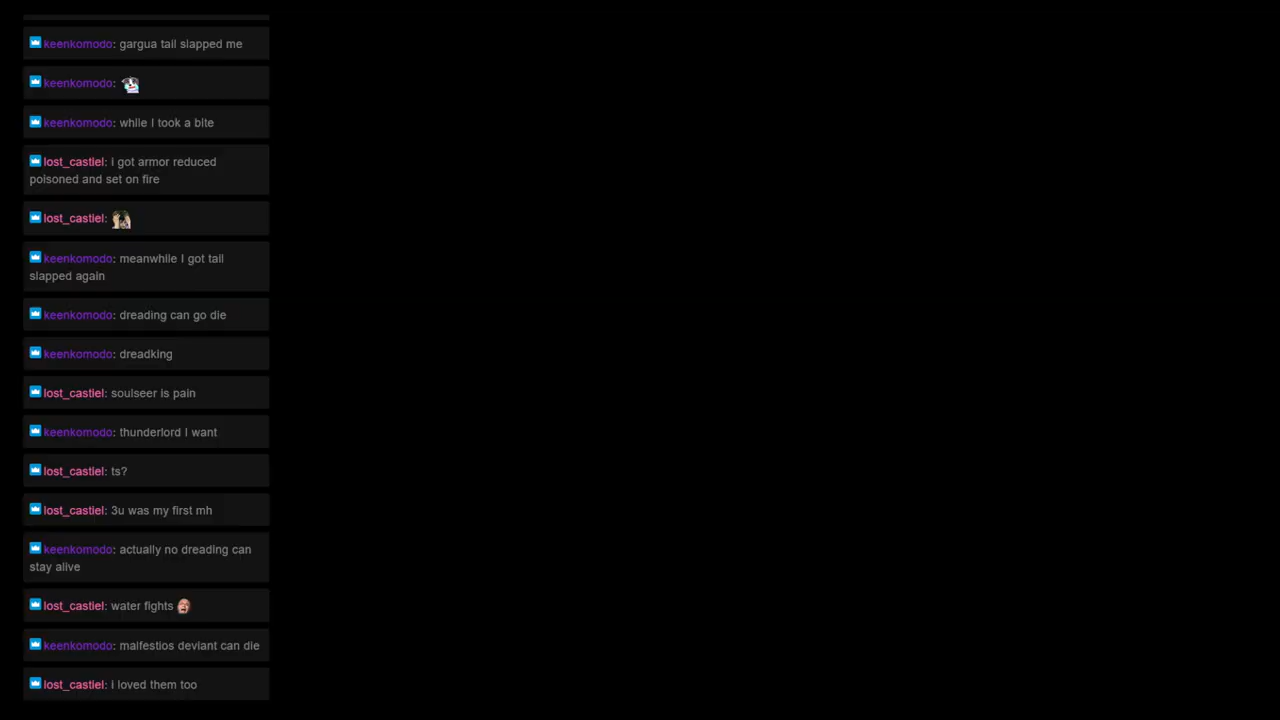 keenkomodo: gargua tail slapped me
keenkomodo:
keenkomodo: while I took a bite
lost_castiel: I got armor reduced
poisoned and set on fire
lost_castiel:
keenkomodo: meanwhile I got tail
slapped again
keenkomodo: dreading can go die
keenkomodo: dreadking
lost_castiel: soulseer is pain
keenkomodo: thunderlord I want
lost_castiel: ts?
lost_castiel: 3u was my first mh
keenkomodo: actually no dreading can
stay alive
lost_castiel: water fights
keenkomodo: malfestios deviant can die
lost_castiel: i loved them too